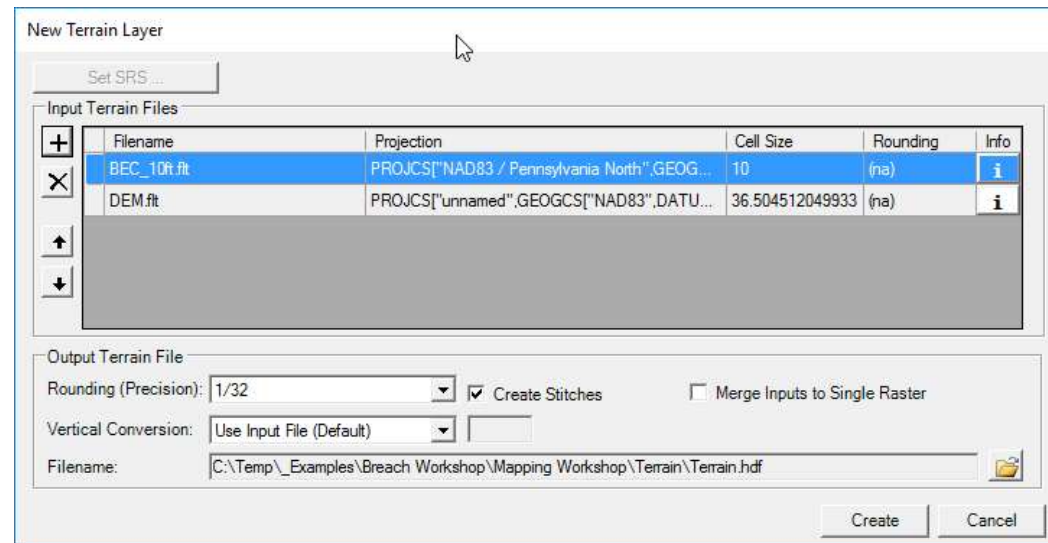 New Terrain Layer
Set SRS ...
Input Terrain Files
Filename Projection Cell Size Rounding Info
BEC_10ft.flt PROJCS["NAD83 / Pennsylvania North",GEOG... 10 (na) i
DEM.flt PROJCS["unnamed",GEOGCS["NAD83",DATU... 36.504512049933 (na) i
Output Terrain File
Rounding (Precision): 1/32 Create Stitches Merge Inputs to Single Raster
Vertical Conversion: Use Input File (Default)
Filename: C:\Temp\_Examples\Breach Workshop\Mapping Workshop\Terrain\Terrain.hdf
Create Cancel